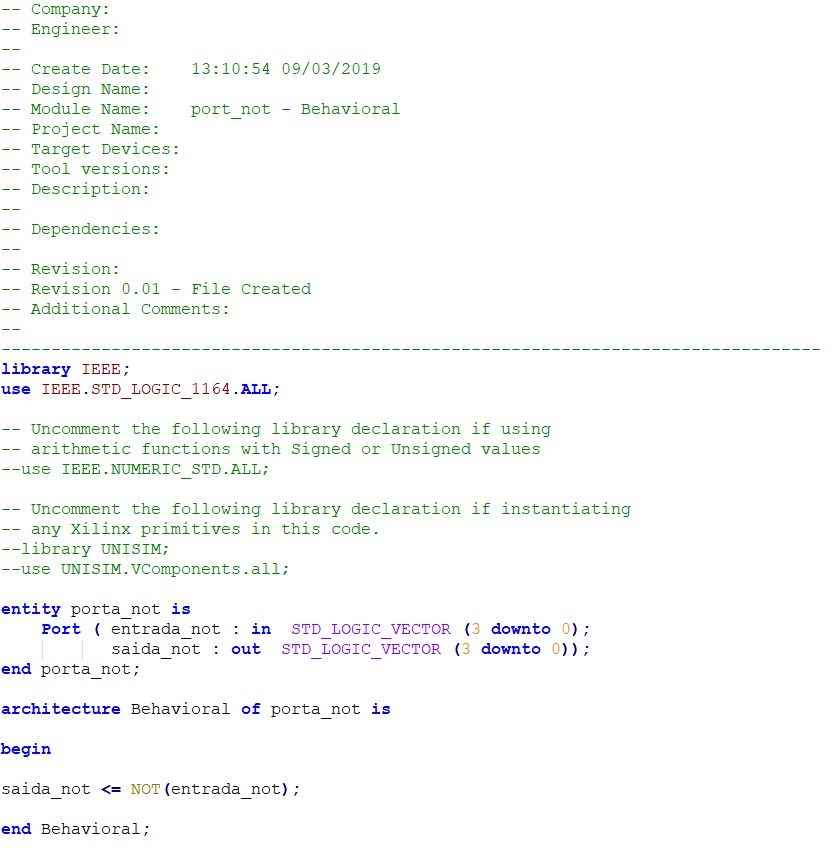 -- Company:
-- Engineer:
--
-- Create Date:    13:10:54 09/03/2019
-- Design Name:
-- Module Name:    port_not - Behavioral
-- Project Name:
-- Target Devices:
-- Tool versions:
-- Description:
--
-- Dependencies:
--
-- Revision:
-- Revision 0.01 - File Created
-- Additional Comments:
--
----------------------------------------------------------------------------------
library IEEE;
use IEEE.STD_LOGIC_1164.ALL;

-- Uncomment the following library declaration if using
-- arithmetic functions with Signed or Unsigned values
--use IEEE.NUMERIC_STD.ALL;

-- Uncomment the following library declaration if instantiating
-- any Xilinx primitives in this code.
--library UNISIM;
--use UNISIM.VComponents.all;

entity porta_not is
    Port ( entrada_not : in  STD_LOGIC_VECTOR (3 downto 0);
           saida_not : out  STD_LOGIC_VECTOR (3 downto 0));
end porta_not;

architecture Behavioral of porta_not is

begin

saida_not <= NOT(entrada_not);

end Behavioral;